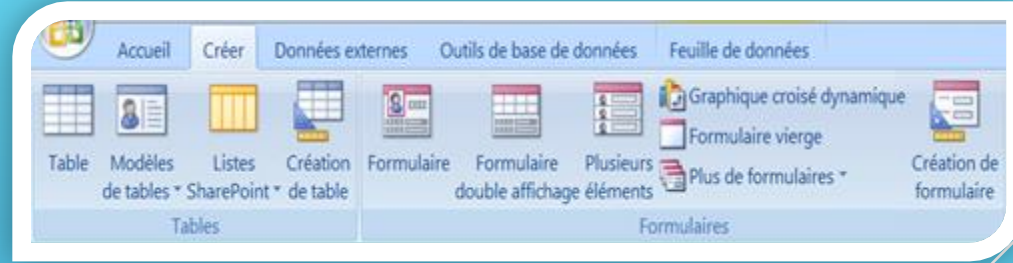 Accueil Créer Données externes Outils de base de données Feuille de données
Graphique croisé dynamique
Formulaire vierge
Plus de formulaires
Table Modèles Listes Création Formulaire Formulaire Plusieurs Création de
de tables SharePoint de table double affichage éléments formulaire
Tables Formulaires